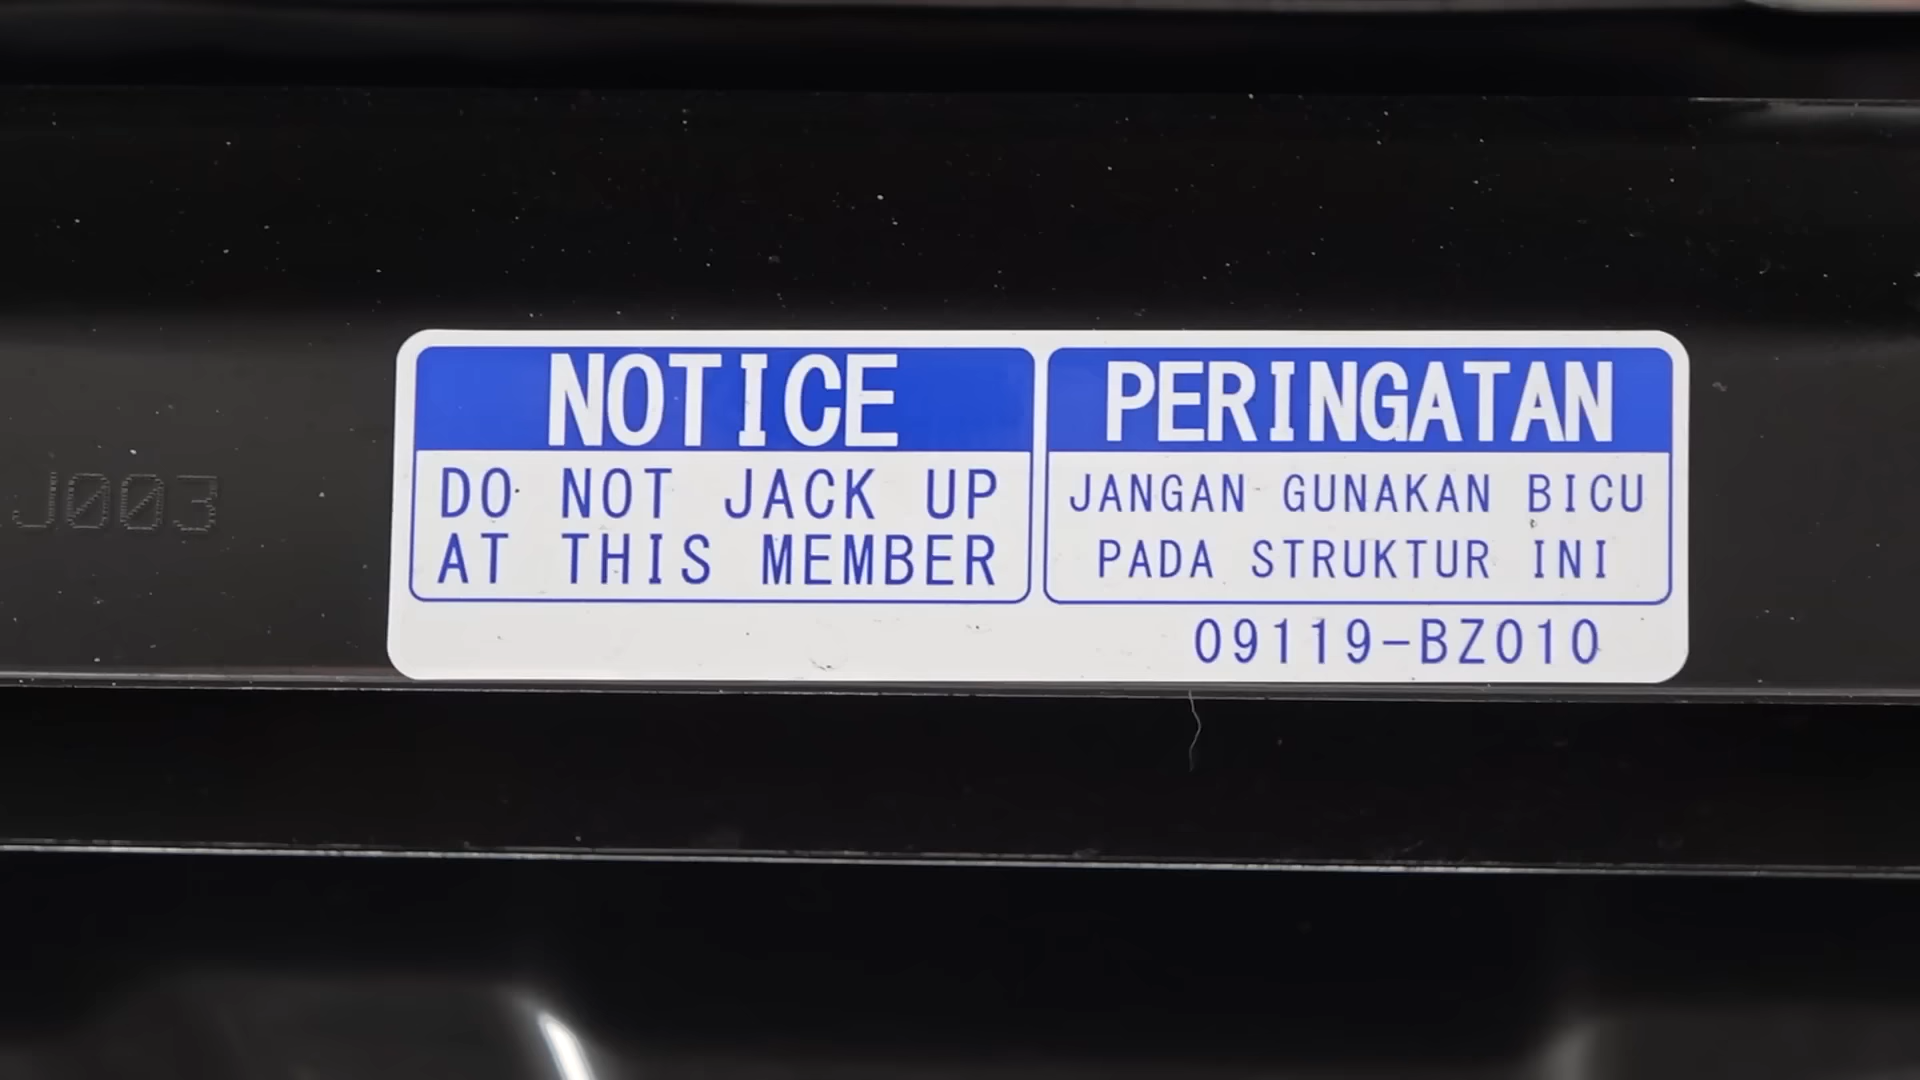 NOTICE
DO NOT JACK UP
AT THIS MEMBER
PERINGATAN
JANGAN GUNAKAN BICU
PADA STRUKTUR INI
09119-BZ010
J003